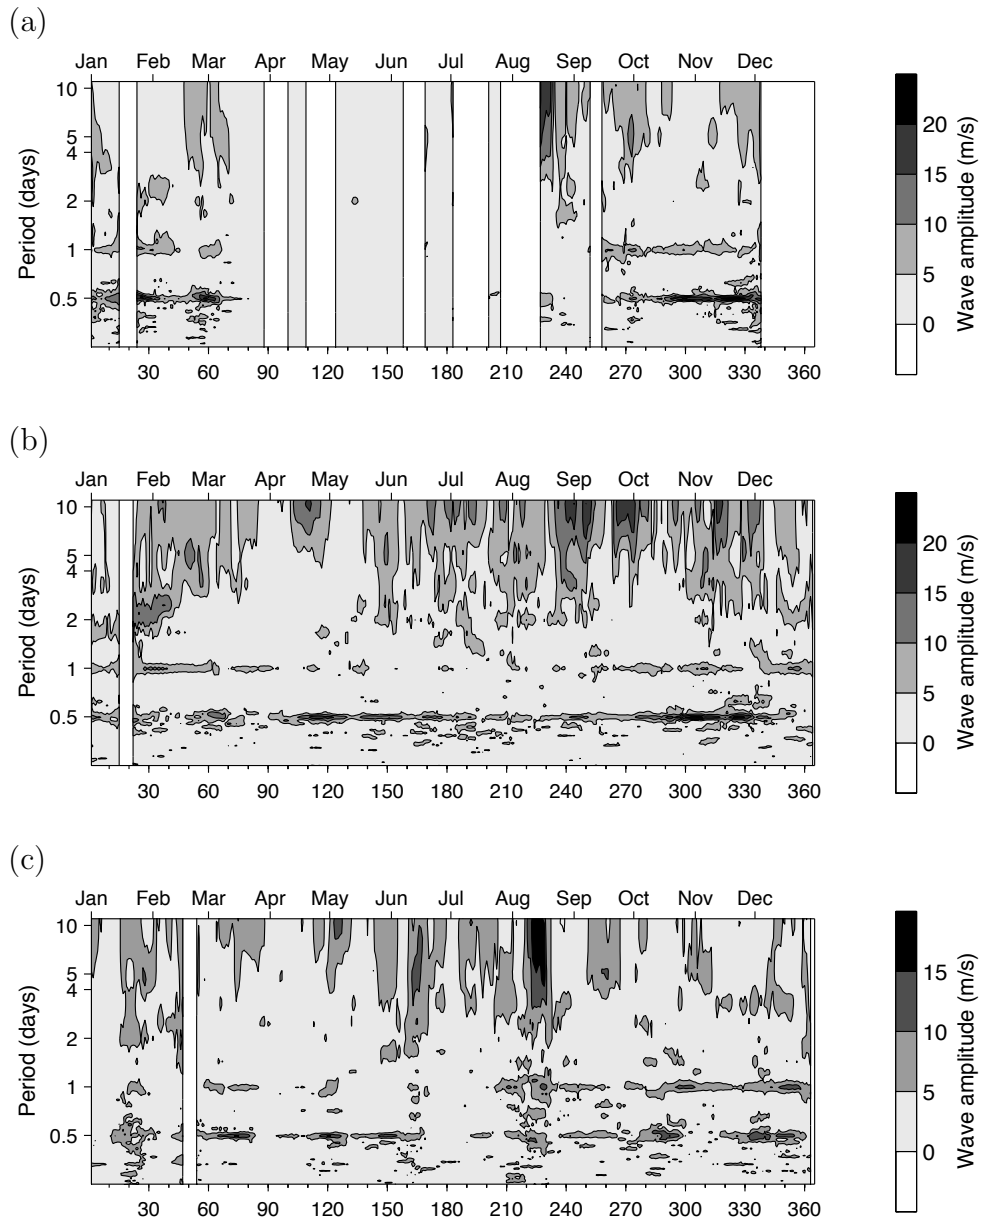 (a)
Jan Feb Mar Apr May Jun Jul Aug Sep Oct Nov Dec
10
5
4
2
1
0.5
Period (days)
30 60 90 120 150 180 210 240 270 300 330 360
20
15
10
5
0
Wave amplitude (m/s)
(b)
Jan Feb Mar Apr May Jun Jul Aug Sep Oct Nov Dec
10
5
4
2
1
0.5
Period (days)
30 60 90 120 150 180 210 240 270 300 330 360
20
15
10
5
0
Wave amplitude (m/s)
(c)
Jan Feb Mar Apr May Jun Jul Aug Sep Oct Nov Dec
10
5
4
2
1
0.5
Period (days)
30 60 90 120 150 180 210 240 270 300 330 360
15
10
5
0
Wave amplitude (m/s)